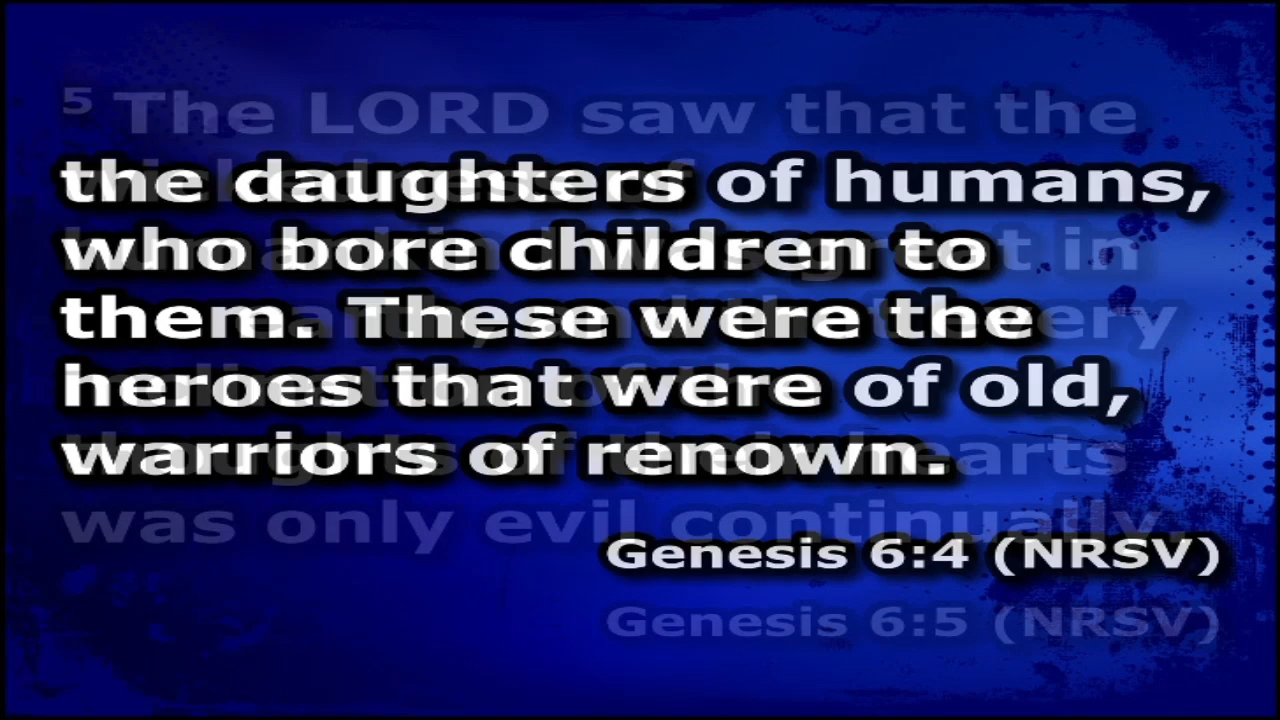 5 The LORD saw that the
the daughters of humans,
who bore children to
them. These were the
heroes that were of old,
warriors of renown.
was only evil continually.
Genesis 6:4 (NRSV)
Genesis 6:5 (NRSV)